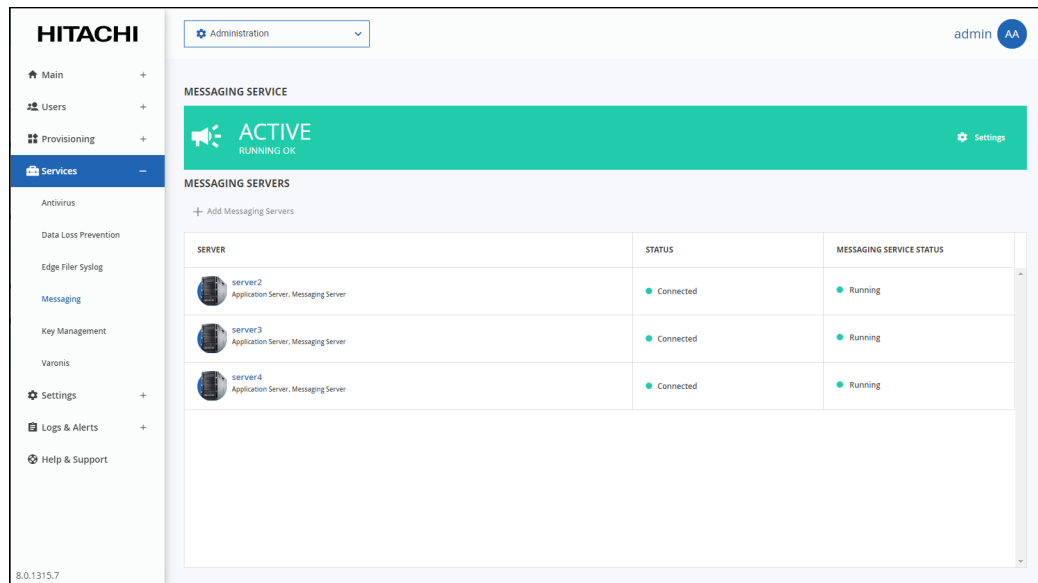 HITACHI
Administration
admin AA
Main
Users
Provisioning
Services
Antivirus
Data Loss Prevention
Edge Filer Syslog
Messaging
Key Management
Varonis
Settings
Logs & Alerts
Help & Support
8.0.1315.7
MESSAGING SERVICE
ACTIVE
RUNNING OK
Settings
MESSAGING SERVERS
+ Add Messaging Servers
SERVER STATUS MESSAGING SERVICE STATUS
server2
Application Server, Messaging Server
Connected Running
server3
Application Server, Messaging Server
Connected Running
server4
Application Server, Messaging Server
Connected Running